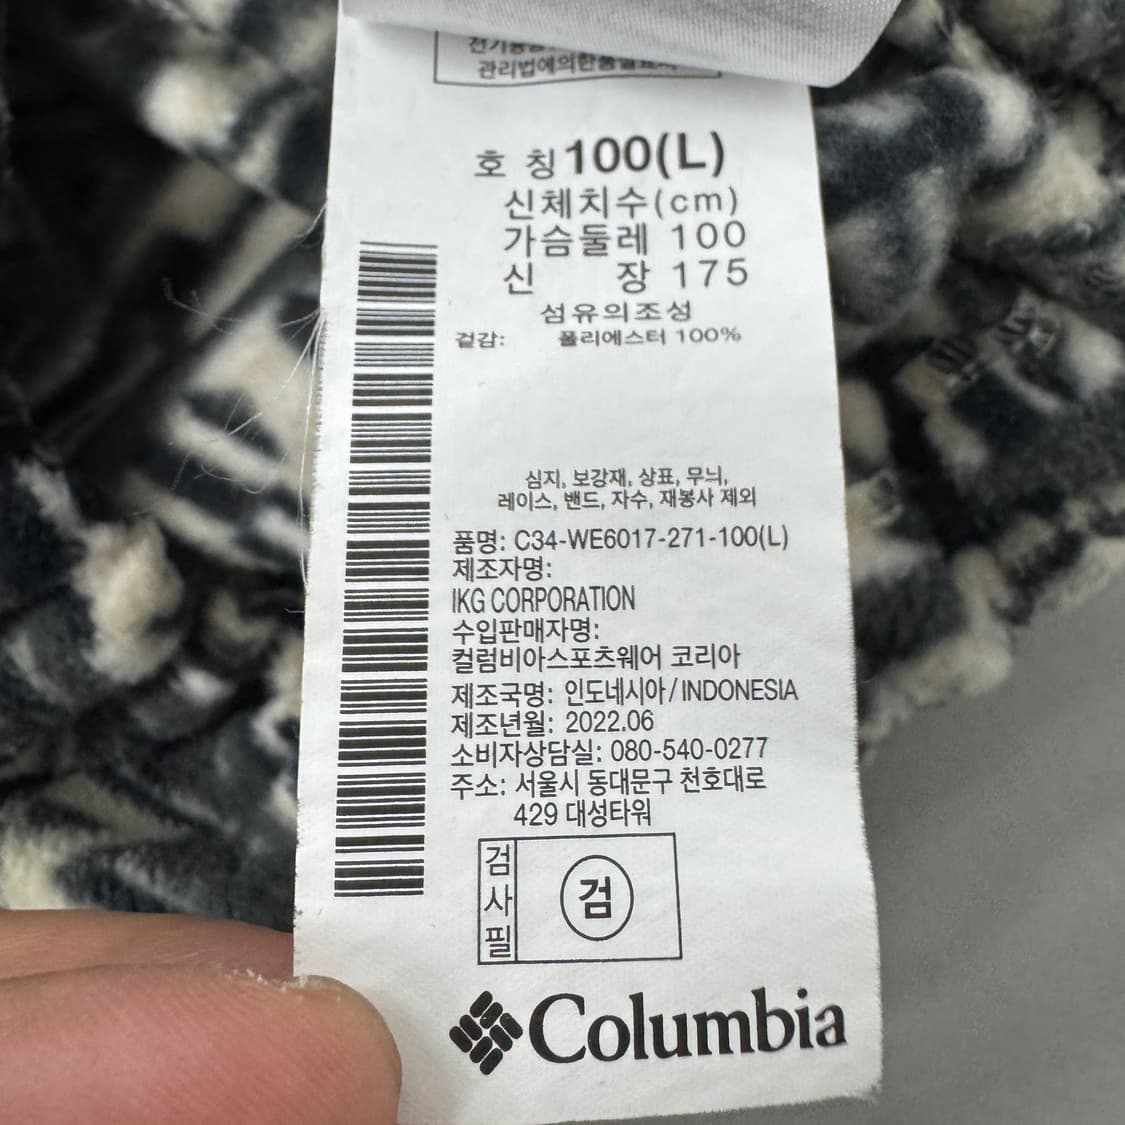 관리법에의한품질표시
호 칭 100(L)
신체치수(cm)
가슴둘레 100
신 장 175
섬유의조성
겉감: 폴리에스터 100%
심지, 보강재, 상표, 무늬,
레이스, 밴드, 자수, 재봉사 제외
품명: C34-WE6017-271-100(L)
제조자명:
IKG CORPORATION
수입판매자명:
컬럼비아스포츠웨어 코리아
제조국명: 인도네시아/INDONESIA
제조년월: 2022.06
소비자상담실: 080-540-0277
주소: 서울시 동대문구 천호대로
429 대성타워
검사필
검
Columbia